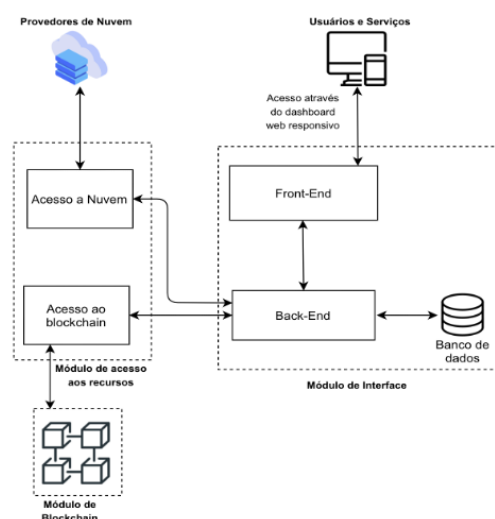 Provedores de Nuvem
Usuários e Serviços
Acesso através
do dashboard
web responsivo
Acesso a Nuvem
Front-End
Acesso ao
blockchain
Back-End
Banco de
dados
Módulo de acesso
aos recursos
Módulo de Interface
Módulo de
Blockchain